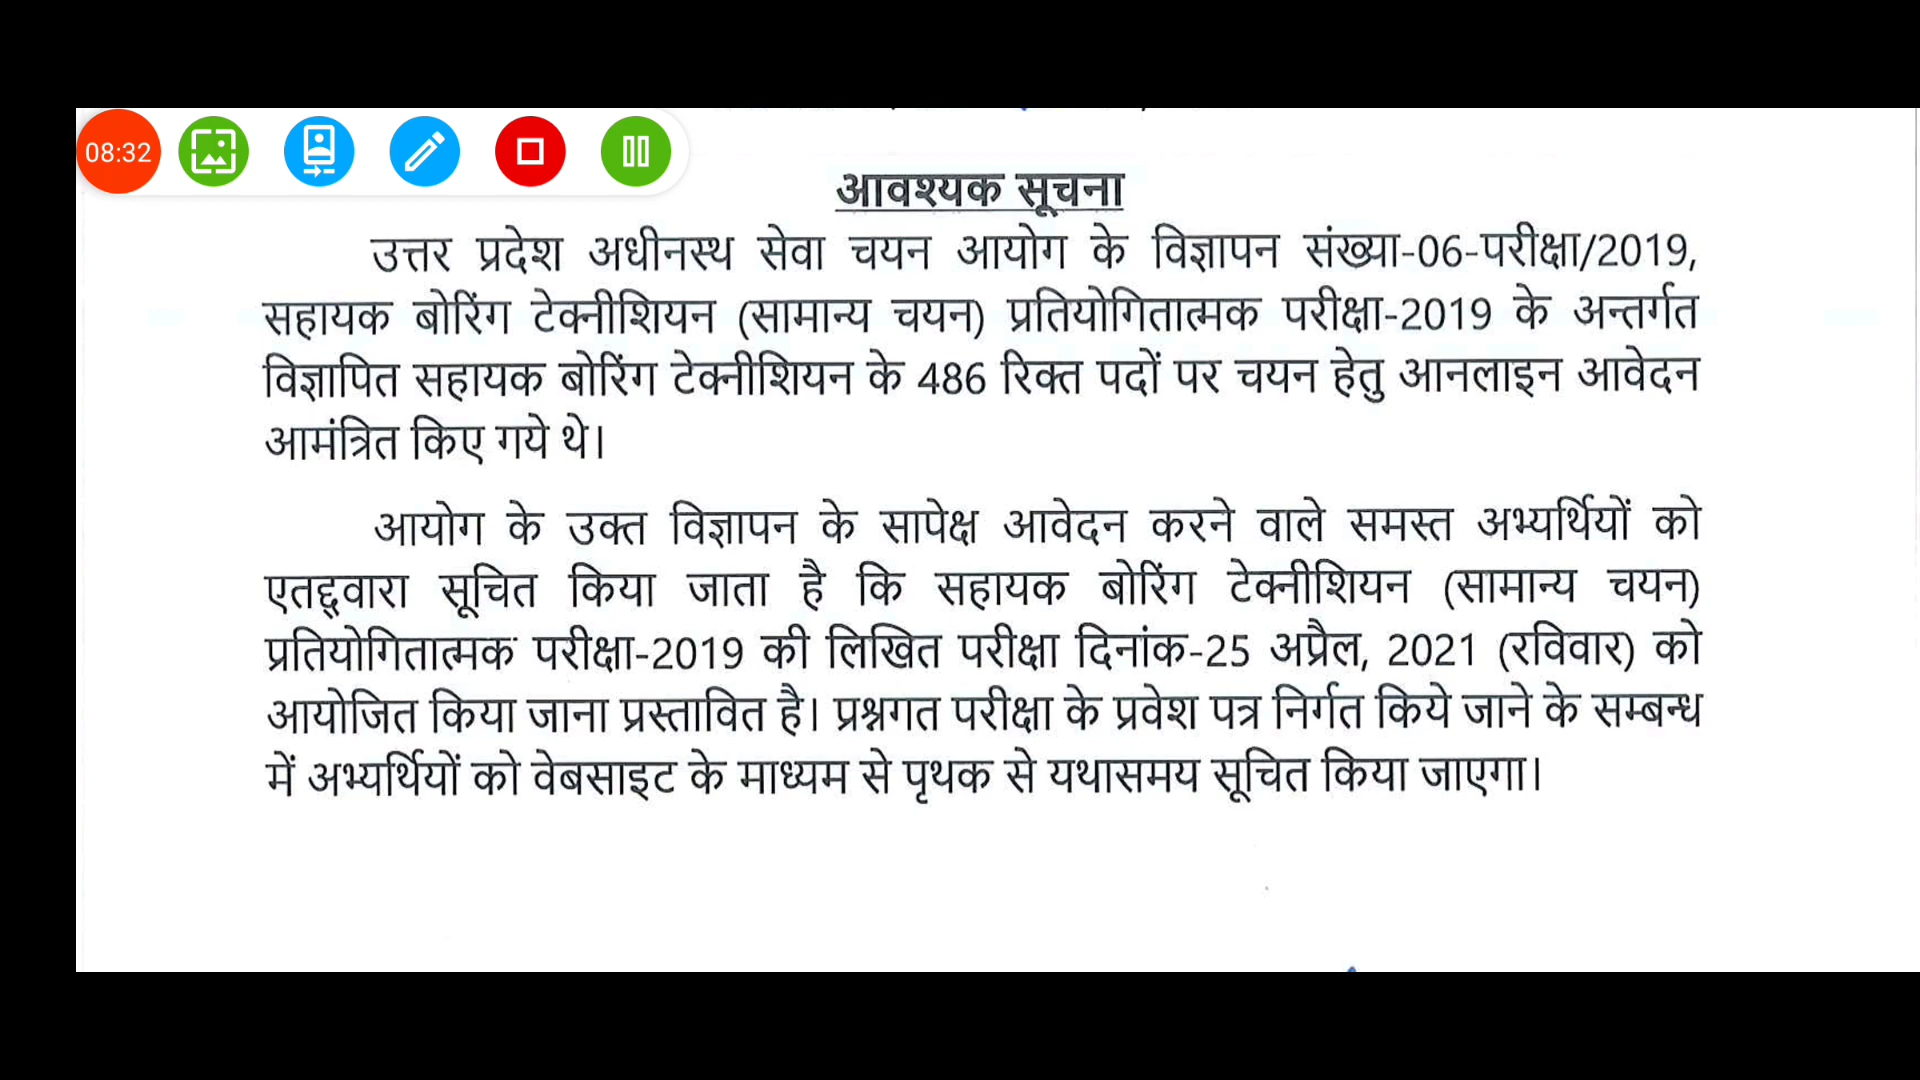 08:32
आवश्यक सूचना
उत्तर प्रदेश अधीनस्थ सेवा चयन आयोग के विज्ञापन संख्या-06-परीक्षा/2019,
सहायक बोरिंग टेक्नीशियन (सामान्य चयन) प्रतियोगितात्मक परीक्षा-2019 के अन्तर्गत
विज्ञापित सहायक बोरिंग टेक्नीशियन के 486 रिक्त पदों पर चयन हेतु आनलाइन आवेदन
आमंत्रित किए गये थे।
आयोग के उक्त विज्ञापन के सापेक्ष आवेदन करने वाले समस्त अभ्यर्थियों को
एतद्द्वारा सूचित किया जाता है कि सहायक बोरिंग टेक्नीशियन (सामान्य चयन)
प्रतियोगितात्मक परीक्षा-2019 की लिखित परीक्षा दिनांक-25 अप्रैल, 2021 (रविवार) को
आयोजित किया जाना प्रस्तावित है। प्रश्नगत परीक्षा के प्रवेश पत्र निर्गत किये जाने के सम्बन्ध
में अभ्यर्थियों को वेबसाइट के माध्यम से पृथक से यथासमय सूचित किया जाएगा।